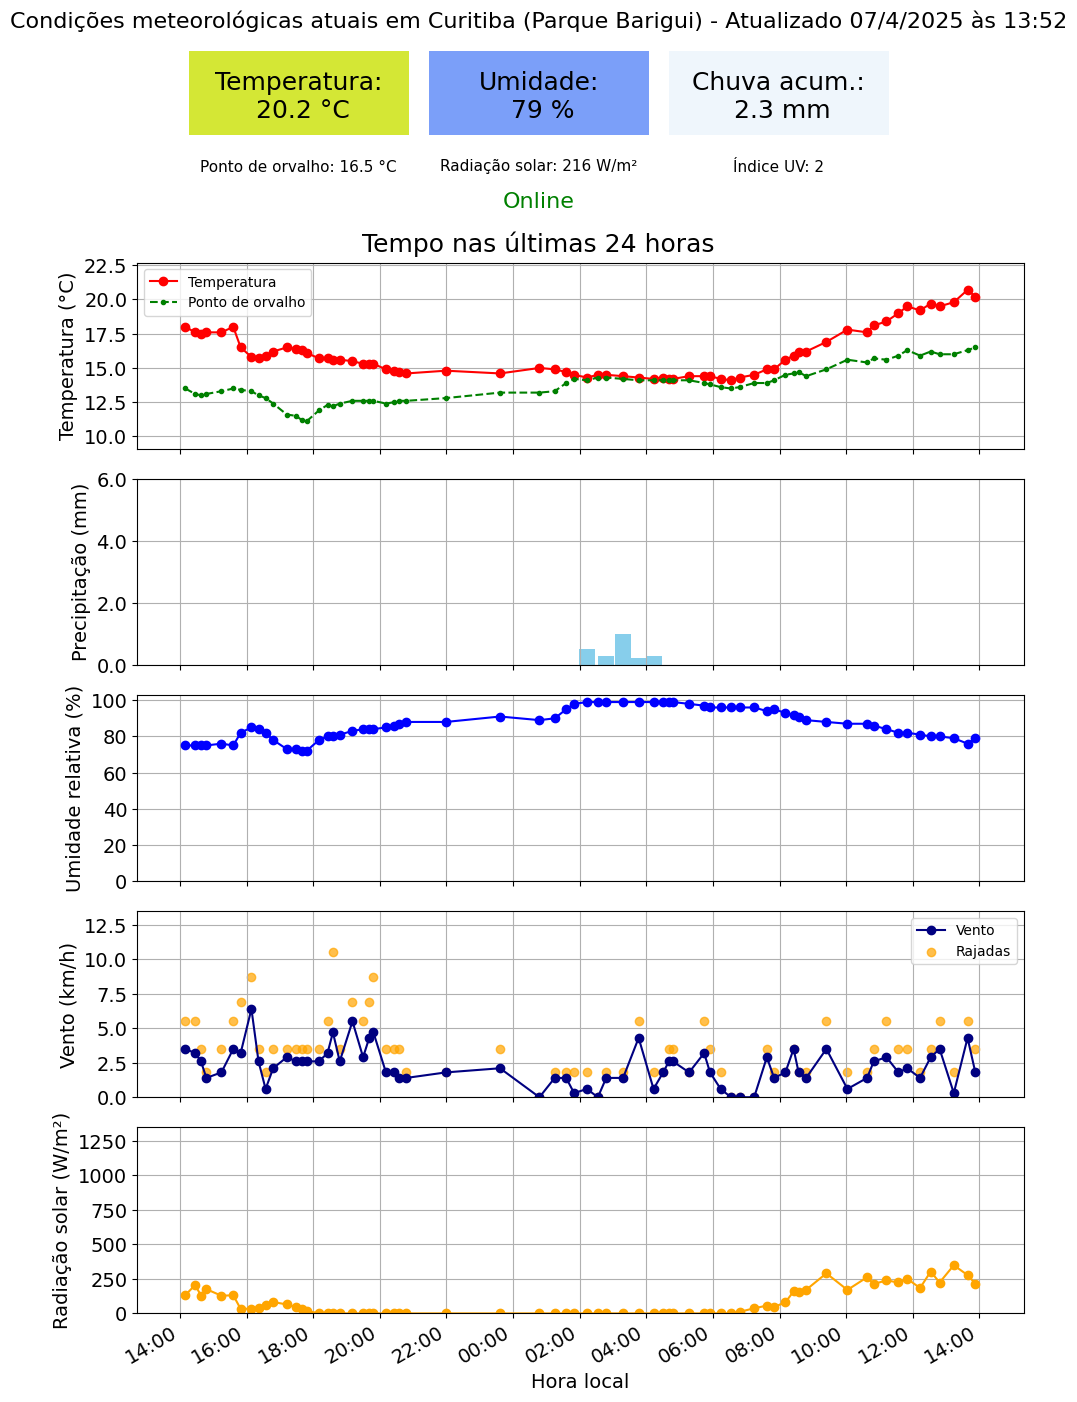 Condições meteorológicas atuais em Curitiba (Parque Barigui) - Atualizado 07/4/2025 às 13:52
Temperatura:
20.2 °C
Umidade:
79 %
Chuva acum.:
2.3 mm
Ponto de orvalho: 16.5 °C
Radiação solar: 216 W/m²
Índice UV: 2
Online
Tempo nas últimas 24 horas
Temperatura (°C)
22.5
20.0
17.5
15.0
12.5
10.0
Temperatura
Ponto de orvalho
Precipitação (mm)
6.0
4.0
2.0
0.0
Umidade relativa (%)
100
80
60
40
20
0
Vento (km/h)
12.5
10.0
7.5
5.0
2.5
0.0
Vento
Rajadas
Radiação solar (W/m²)
1250
1000
750
500
250
0
14:00
16:00
18:00
20:00
22:00
00:00
02:00
04:00
06:00
08:00
10:00
12:00
14:00
Hora local